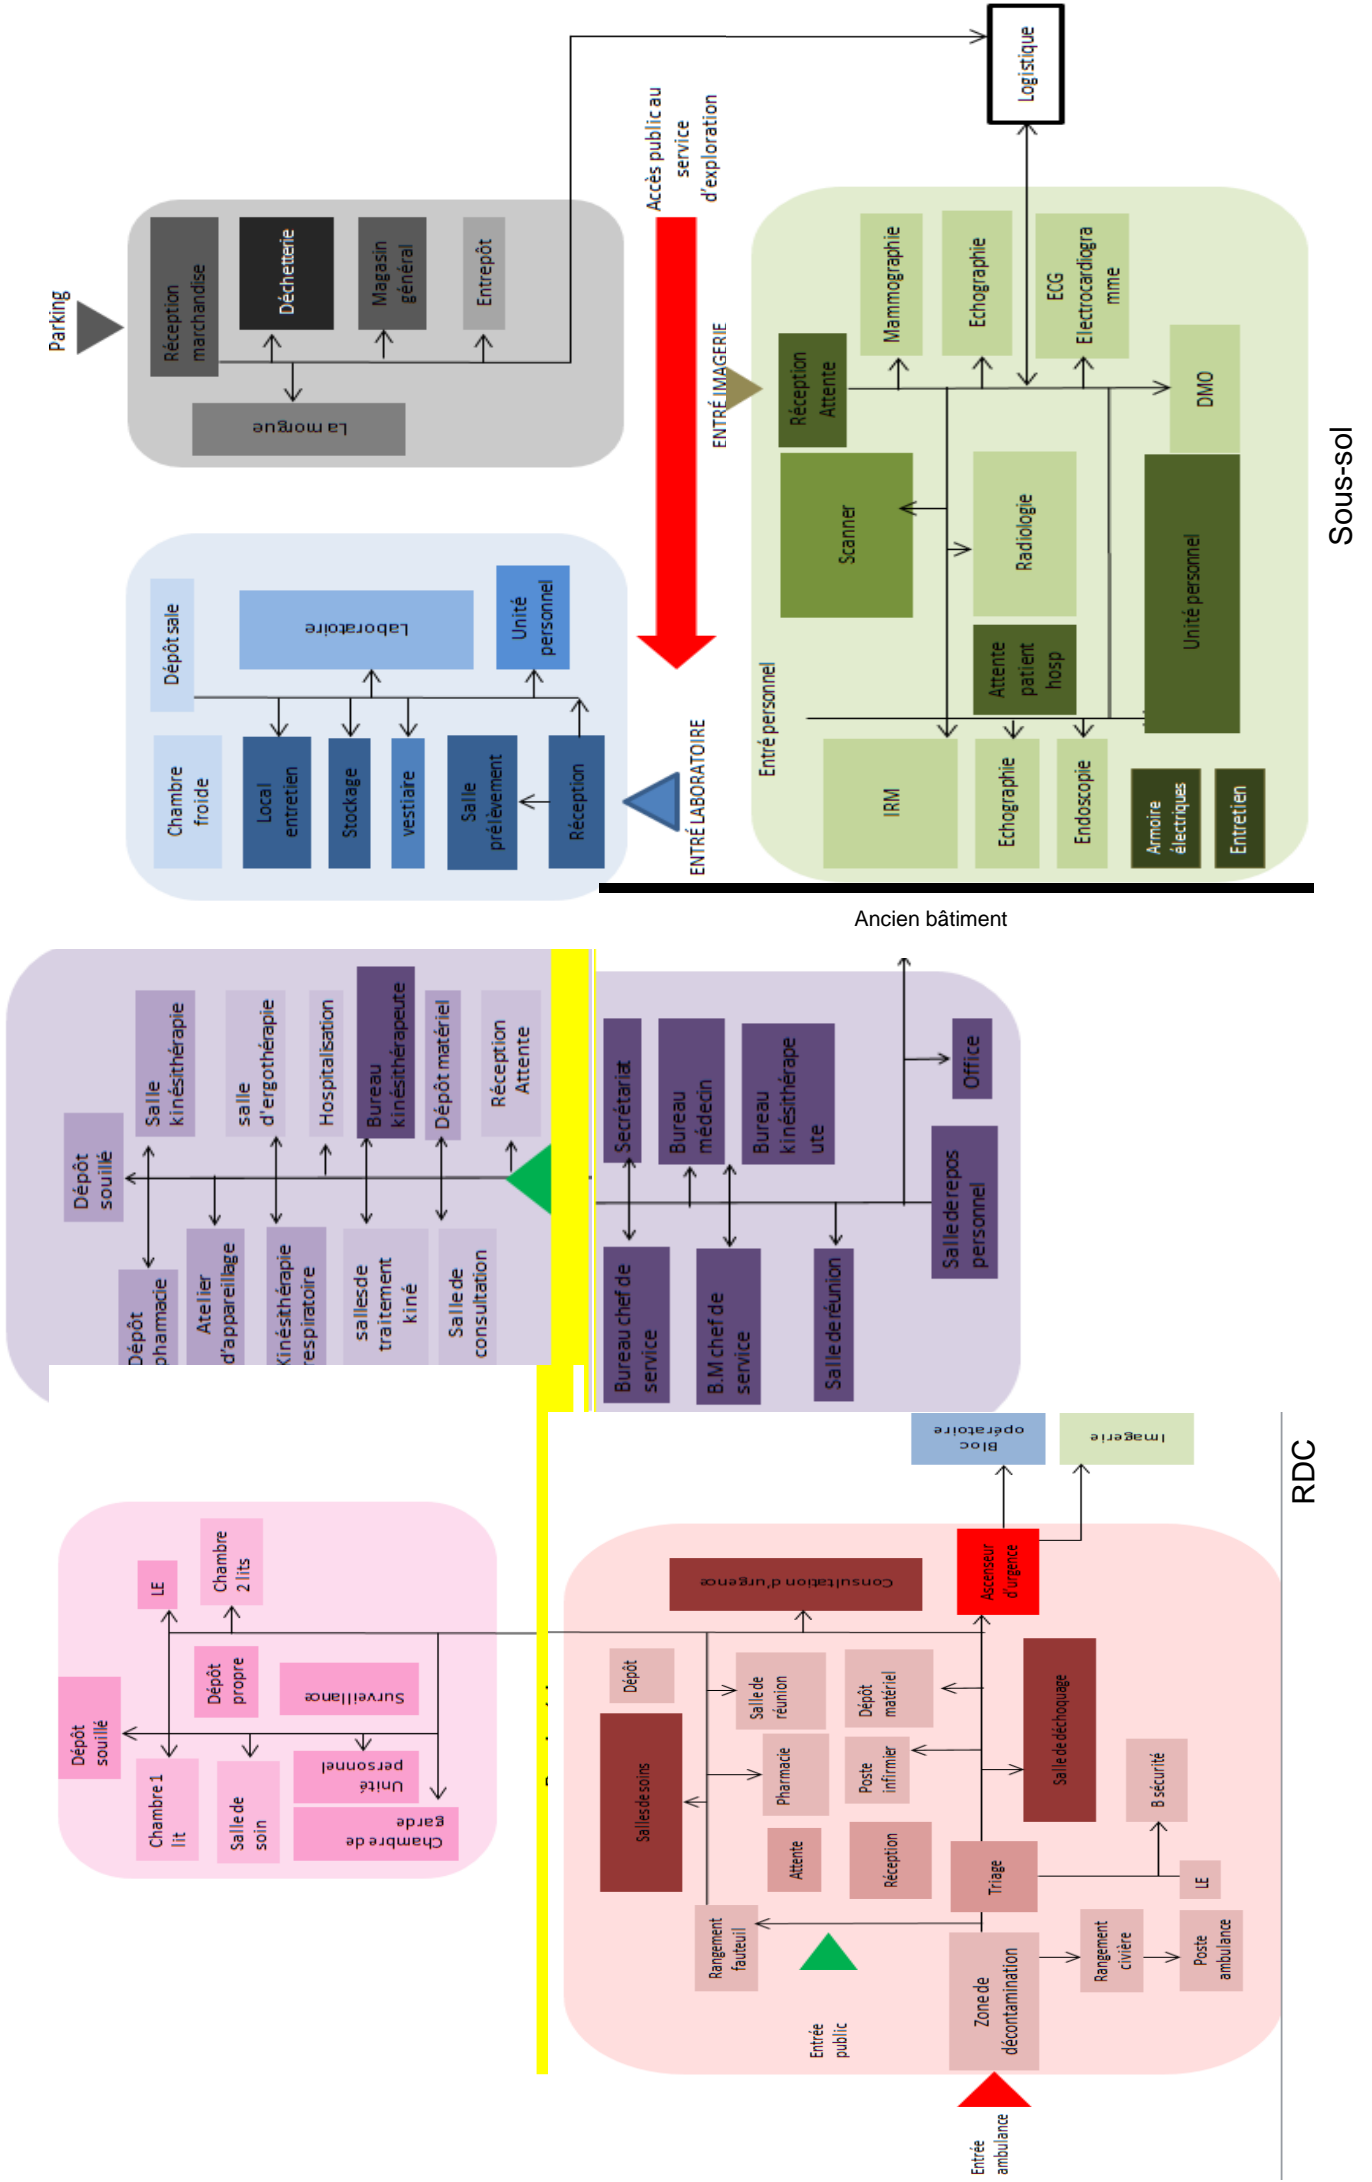 Parking
Réception
marchandise
Déchetterie
Magasin
général
Entrepôt
La morgue
Logistique
Accès public au
service
d'exploration
Dépôt sale
Chambre
froide
Laboratoire
Unité
personnel
Local
entretien
Stockage
vestiaire
Salle
prélèvement
Réception
ENTRÉ LABORATOIRE
ENTRÉ IMAGERIE
Réception
Attente
Mammographie
Echographie
ECG
Electrocardiogra
mme
DMO
Scanner
Radiologie
Attente
patient
hosp
Unité personnel
Entré personnel
IRM
Echographie
Endoscopie
Armoire
électriques
Entretien
Sous-sol
Ancien bâtiment
Dépôt
souillé
Salle
kinésithérapie
salle
d'ergothérapie
Hospitalisation
Bureau
kinésithérapeute
Dépôt matériel
Réception
Attente
Dépôt
pharmacie
Atelier
d'appareillage
Kinésithérapie
respiratoire
salles de
traitement
kiné
Salle de
consultation
Secrétariat
Bureau
médecin
Bureau
kinésithérape
ute
Office
Bureau chef de
service
B.M chef de
service
Salle de réunion
Salle de repos
personnel
Bloc
opératoire
Imagerie
RDC
LE
Chambre
2 lits
Dépôt
souillé
Dépôt
propre
Surveillance
Chambre 1
lit
Salle de
soin
Unité
personnel
Chambre de
garde
Consultation d'urgence
Ascenseur
d'urgence
Dépôt
Salles de soins
Salle de
réunion
Dépôt
matériel
Pharmacie
Poste
infirmier
Salle de déchoquage
Attente
Réception
Triage
B sécurité
LE
Rangement
fauteuil
Zone de
décontamination
Rangement
civière
Poste
ambulance
Entrée
public
Entrée
ambulance